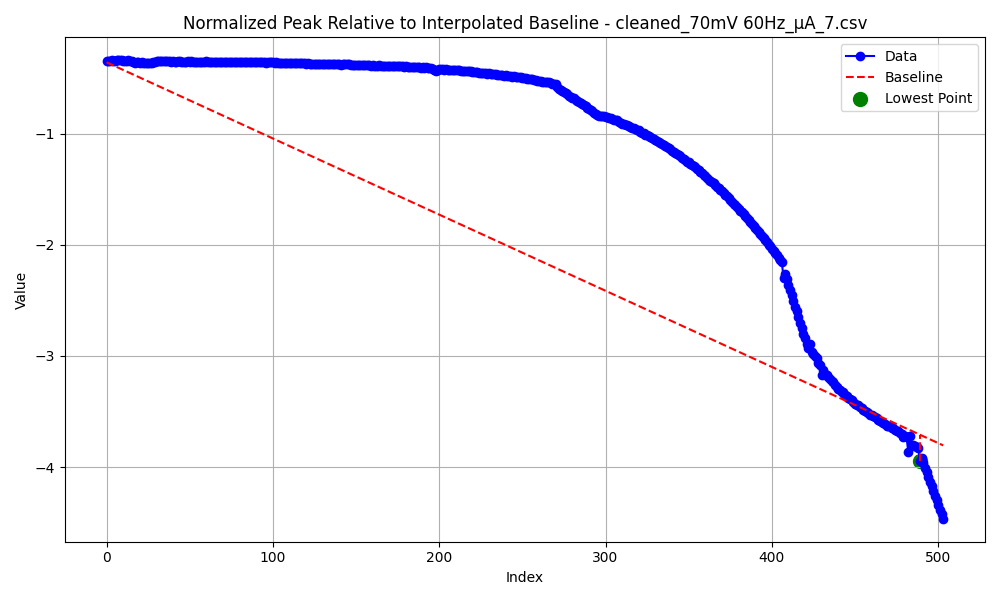 Normalized Peak Relative to Interpolated Baseline - cleaned_70mV 60Hz_μA_7.csv
Data
Baseline
Lowest Point
Value
−1
−2
−3
−4
0
100
200
300
400
500
Index